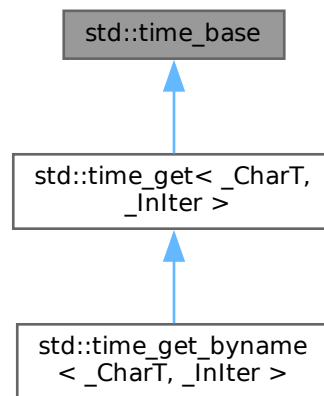 std::time_base
std::time_get< _CharT,
_InIter >
std::time_get_byname
< _CharT, _InIter >